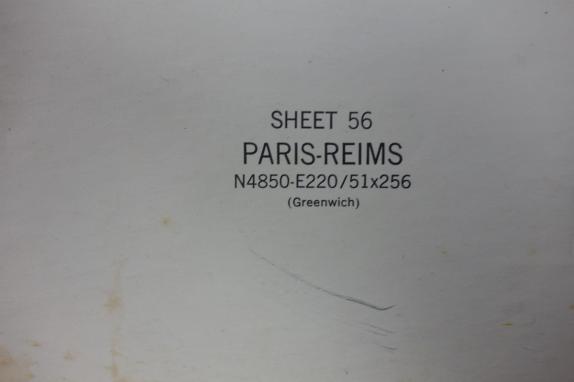 SHEET 56
PARIS-REIMS
N4850-E220/51x256
(Greenwich)